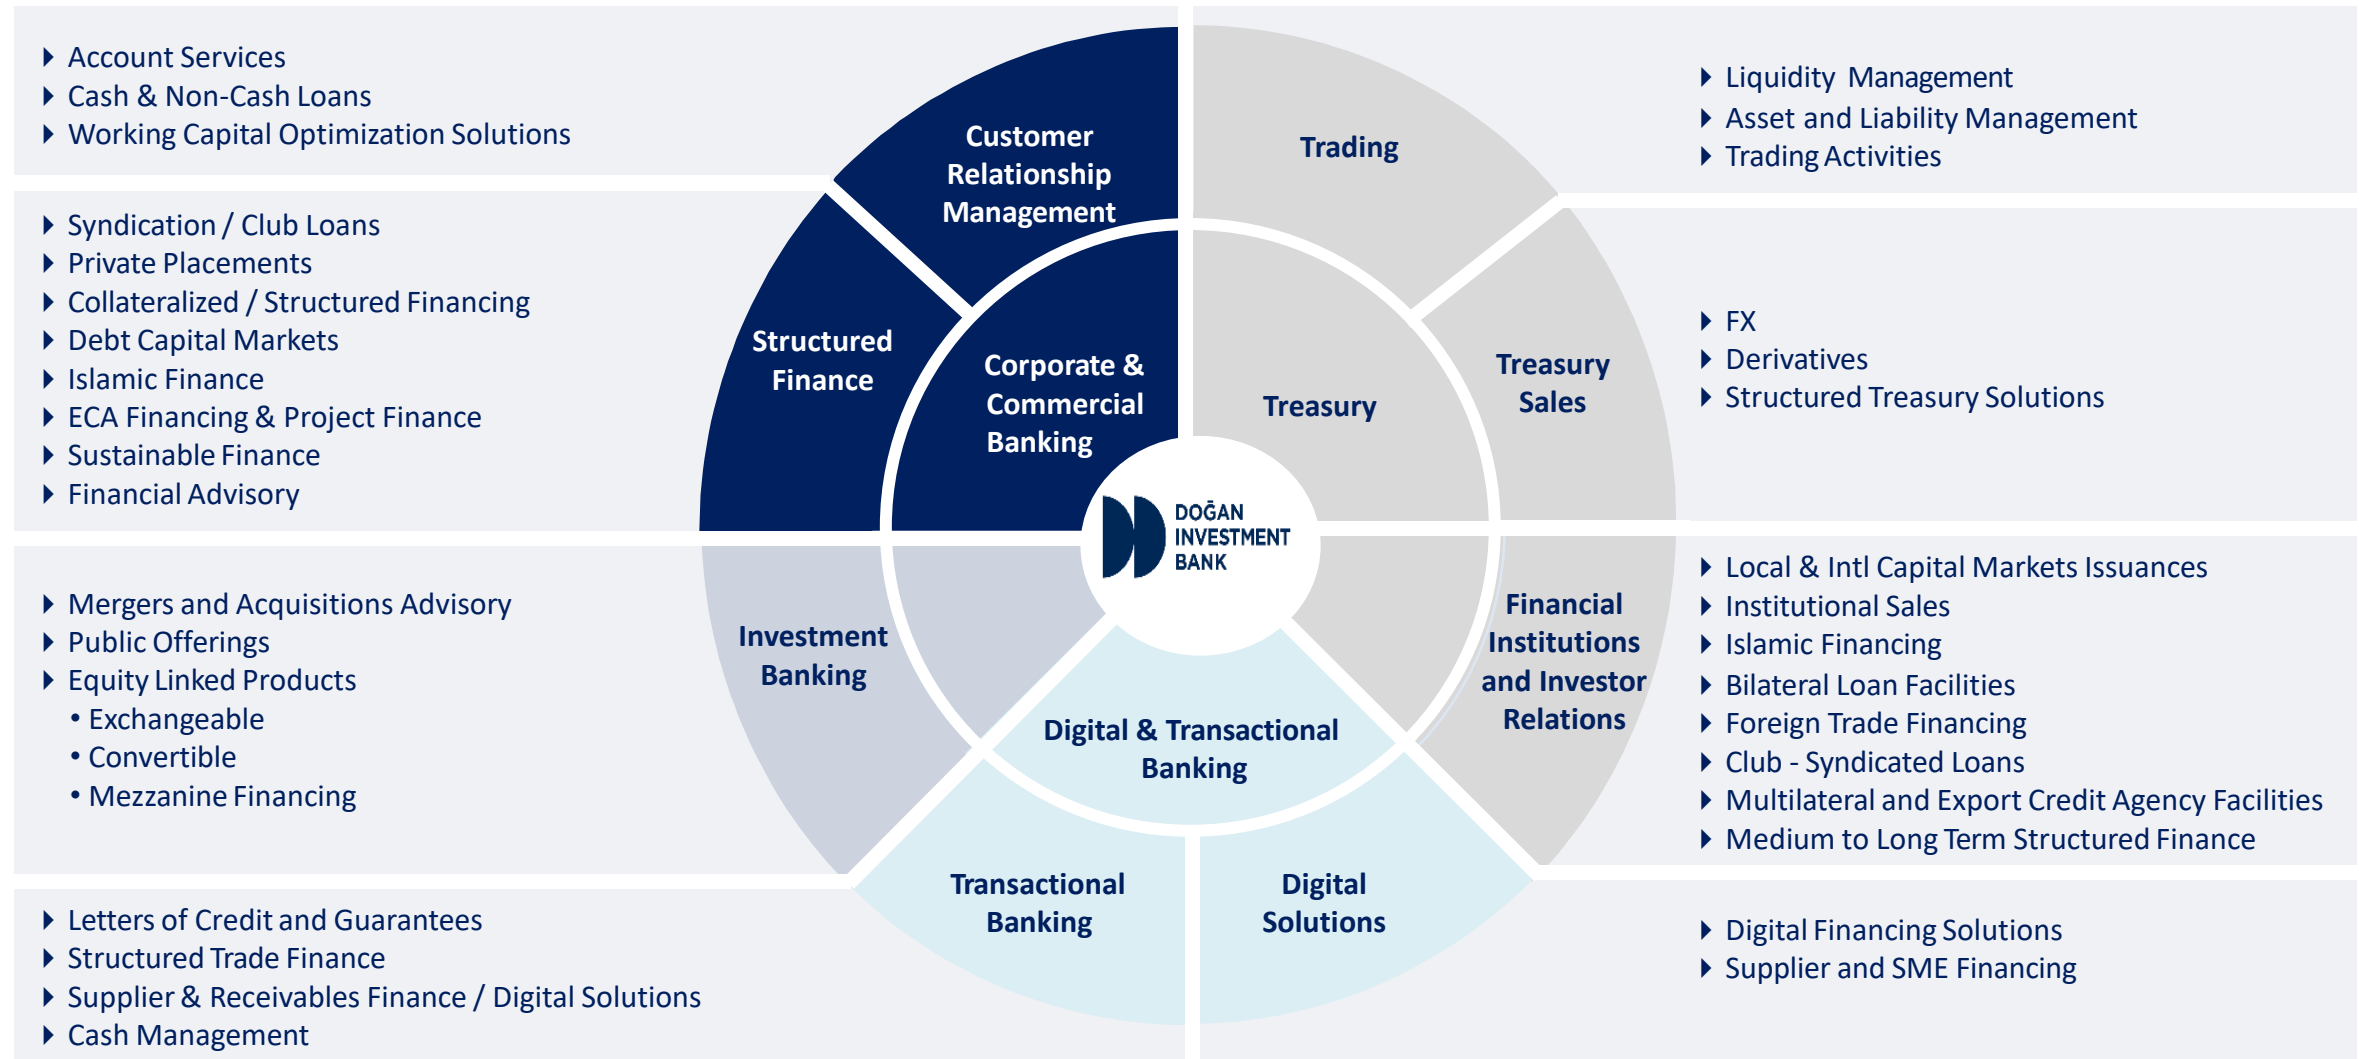 Account Services
Cash & Non-Cash Loans
Working Capital Optimization Solutions
Syndication / Club Loans
Private Placements
Collateralized / Structured Financing
Debt Capital Markets
Islamic Finance
ECA Financing & Project Finance
Sustainable Finance
Financial Advisory
Mergers and Acquisitions Advisory
Public Offerings
Equity Linked Products
• Exchangeable
• Convertible
• Mezzanine Financing
Letters of Credit and Guarantees
Structured Trade Finance
Supplier & Receivables Finance / Digital Solutions
Cash Management
Customer
Relationship
Management
Structured
Finance
Corporate &
Commercial
Banking
Investment
Banking
Trading
Treasury
Treasury
Sales
DOĞAN
INVESTMENT
BANK
Financial
Institutions
and Investor
Relations
Digital & Transactional
Banking
Transactional
Banking
Digital
Solutions
Liquidity Management
Asset and Liability Management
Trading Activities
FX
Derivatives
Structured Treasury Solutions
Local & Intl Capital Markets Issuances
Institutional Sales
Islamic Financing
Bilateral Loan Facilities
Foreign Trade Financing
Club - Syndicated Loans
Multilateral and Export Credit Agency Facilities
Medium to Long Term Structured Finance
Digital Financing Solutions
Supplier and SME Financing